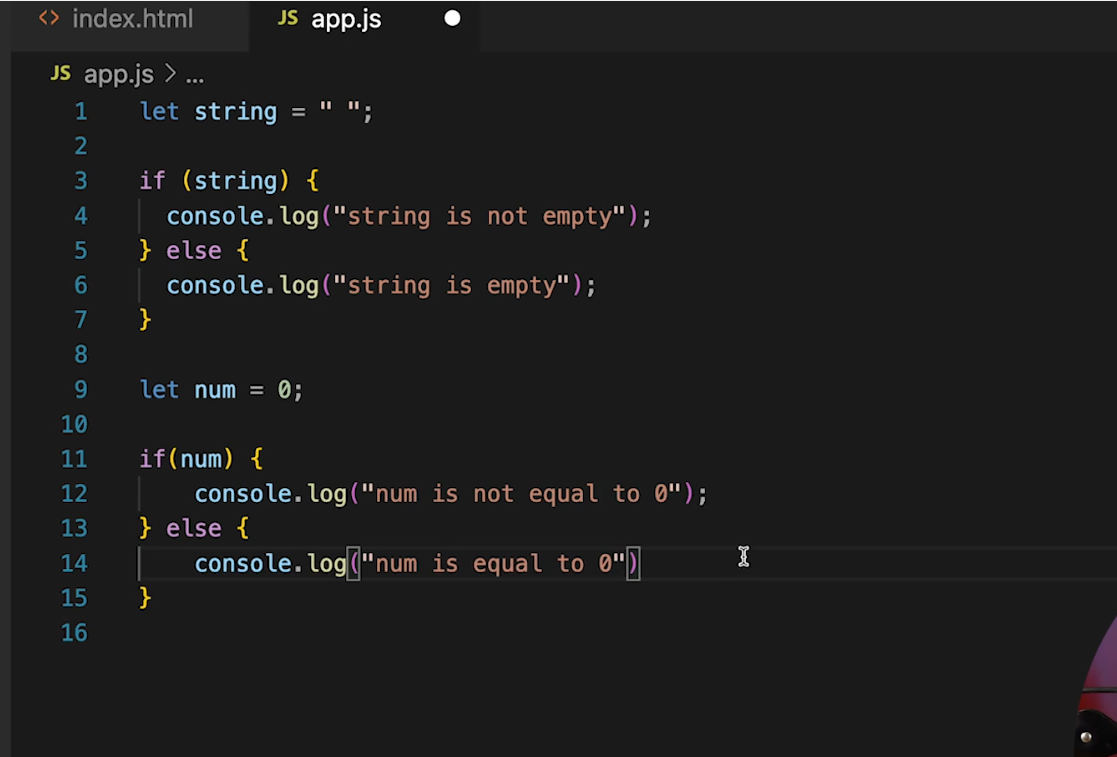 <> index.html JS app.js
JS app.js > ...
1 let string = " ";
2
3 if (string) {
4 console.log("string is not empty");
5 } else {
6 console.log("string is empty");
7 }
8
9 let num = 0;
10
11 if(num) {
12 console.log("num is not equal to 0");
13 } else {
14 console.log("num is equal to 0")
15 }
16